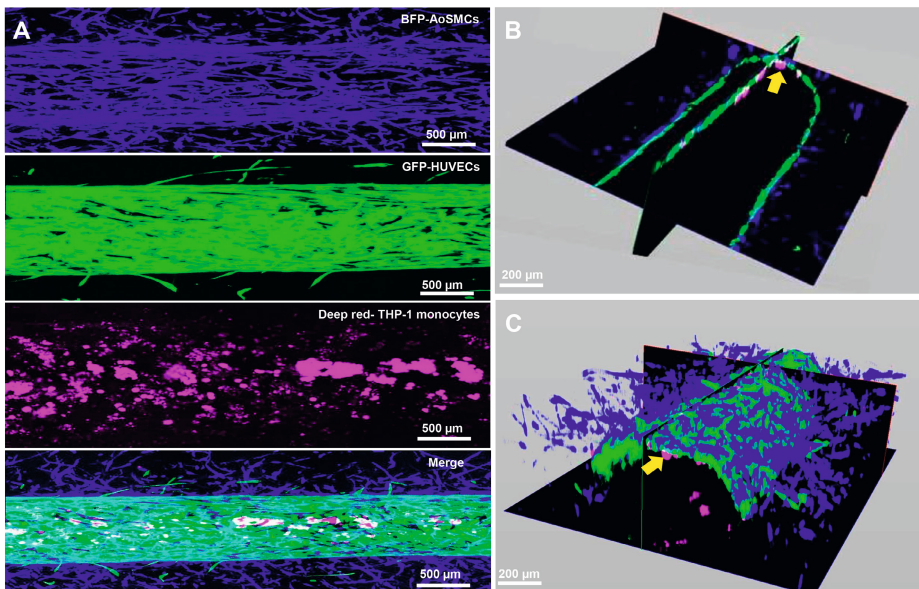 A
BFP-AoSMCs
500 µm
GFP-HUVECs
500 µm
Deep red- THP-1 monocytes
500 µm
Merge
500 µm
B
200 µm
C
200 µm